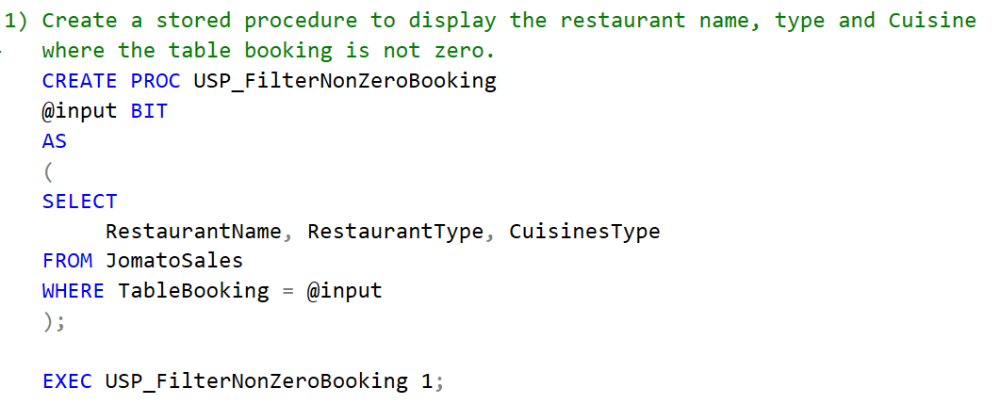 1) Create a stored procedure to display the restaurant name, type and Cuisine
where the table booking is not zero.
CREATE PROC USP_FilterNonZeroBooking
@input BIT
AS
(
SELECT
RestaurantName, RestaurantType, CuisinesType
FROM JomatoSales
WHERE TableBooking = @input
);
EXEC USP_FilterNonZeroBooking 1;